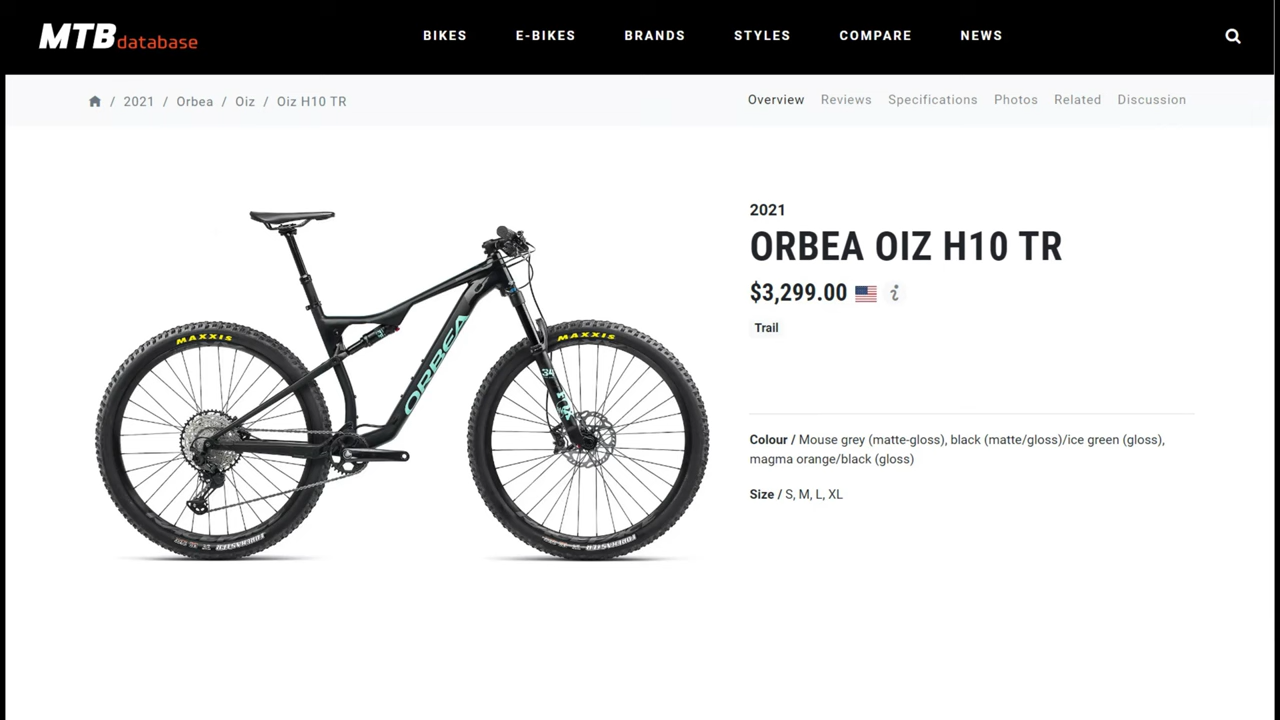 MTBdatabase
BIKES E-BIKES BRANDS STYLES COMPARE NEWS
/ 2021 / Orbea / Oiz / Oiz H10 TR
Overview Reviews Specifications Photos Related Discussion
2021
ORBEA OIZ H10 TR
$3,299.00 i
Trail
MAXXIS
MAXXIS
ORBEA
34
FOX
Colour / Mouse grey (matte-gloss), black (matte/gloss)/ice green (gloss),
magma orange/black (gloss)
Size / S, M, L, XL